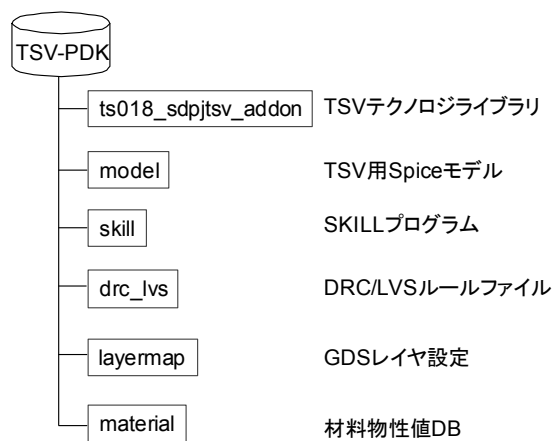 TSV-PDK
ts018_sdpjtsv_addon TSVテクノロジライブラリ
model TSV用Spiceモデル
skill SKILLプログラム
drc_lvs DRC/LVSルールファイル
layermap GDSレイヤ設定
material 材料物性値DB